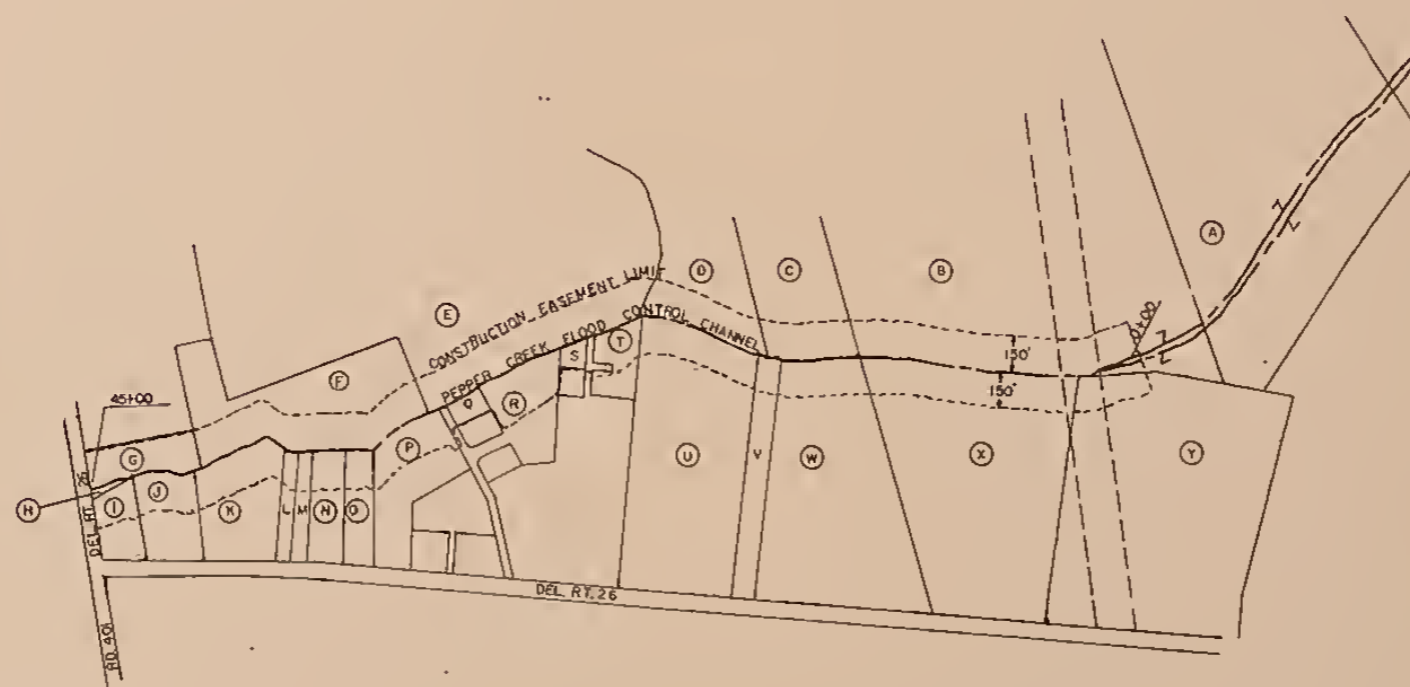 A
B
C
D
E
CONSTRUCTION EASEMENT LIMIT
PEPPER CREEK FLOOD CONTROL CHANNEL
F
0+00
150'
150'
45+00
G
H
I
J
K
L
M
N
O
P
Q
R
S
T
U
V
W
X
Y
Z
Z
Z
Z
DEL. RT. 26
DEL. RT. 26
RD. 401